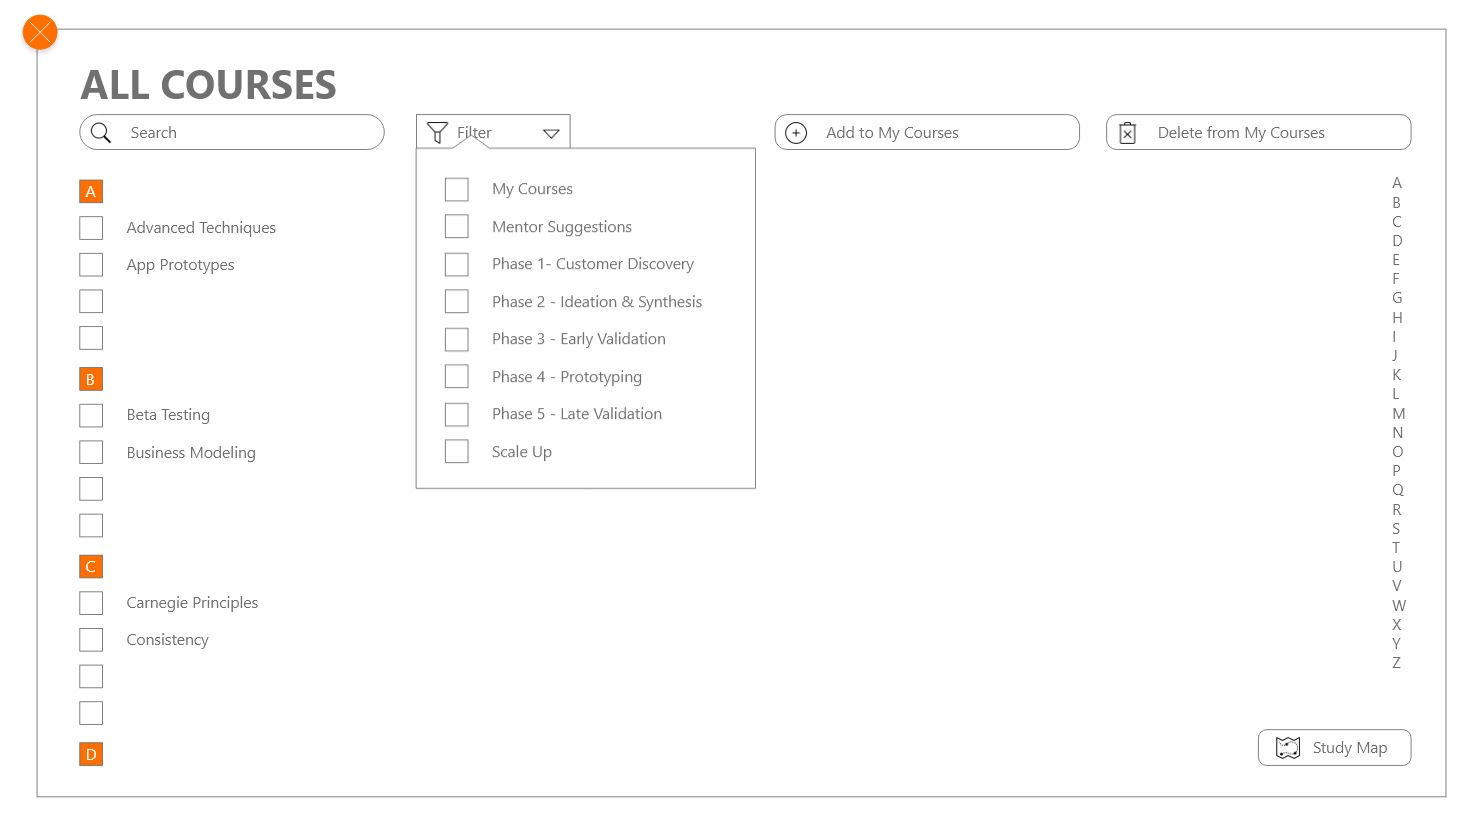 ALL COURSES
Search
Filter
Add to My Courses
Delete from My Courses
A
Advanced Techniques
App Prototypes
B
Beta Testing
Business Modeling
C
Carnegie Principles
Consistency
D
My Courses
Mentor Suggestions
Phase 1- Customer Discovery
Phase 2 - Ideation & Synthesis
Phase 3 - Early Validation
Phase 4 - Prototyping
Phase 5 - Late Validation
Scale Up
A
B
C
D
E
F
G
H
I
J
K
L
M
N
O
P
Q
R
S
T
U
V
W
X
Y
Z
Study Map